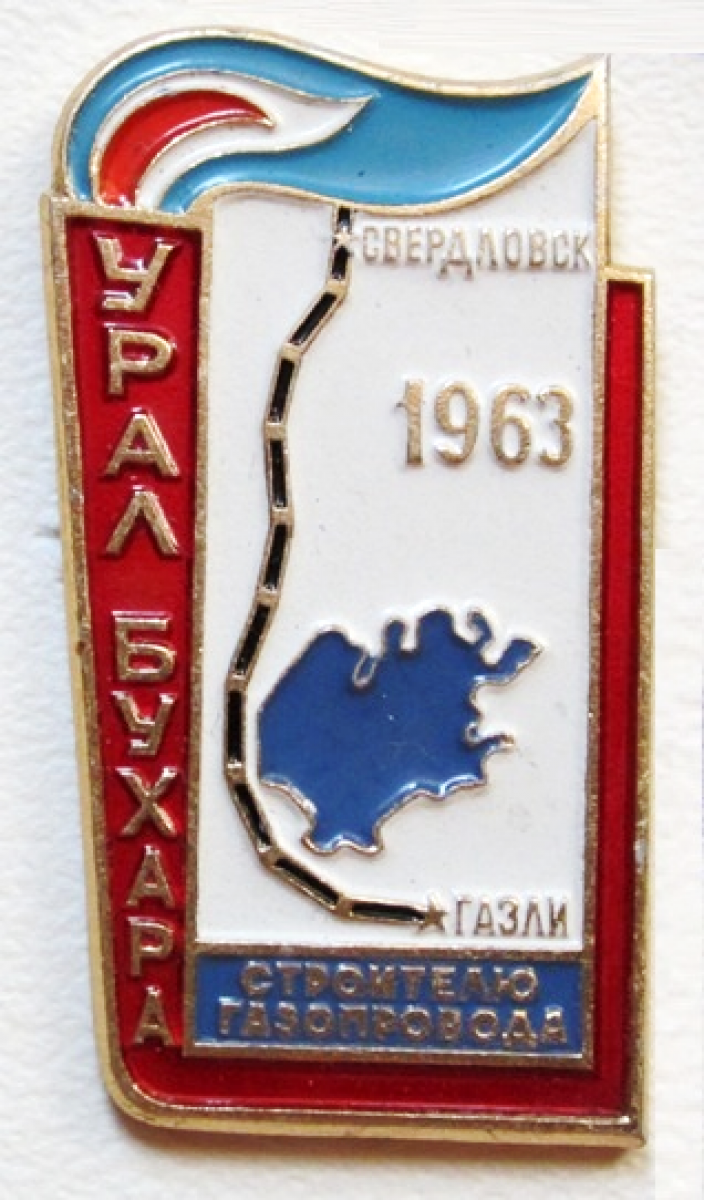 УРАЛ БУХАРА
СВЕРДЛОВСК
1963
ГАЗЛИ
СТРОИТЕЛЮ
ГАЗОПРОВОДА